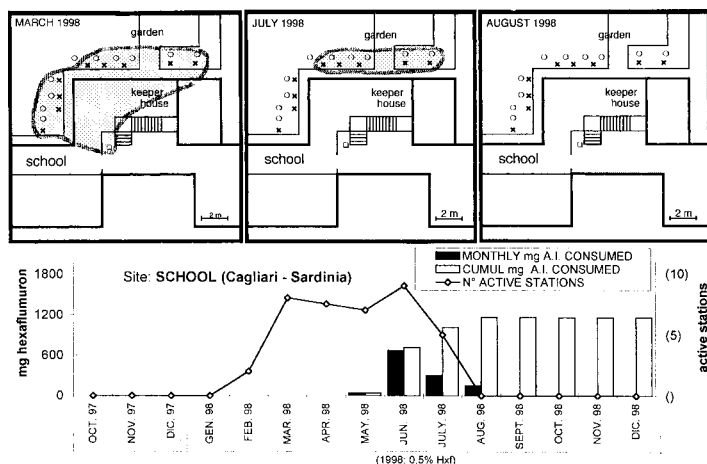 MARCH 1998
garden
keeper
house
school
2 m
JULY 1998
garden
keeper
house
school
2 m
AUGUST 1998
garden
keeper
house
school
2 m
Site: SCHOOL (Cagliari - Sardinia)
MONTHLY mg A.I. CONSUMED
CUMUL mg A.I. CONSUMED
N° ACTIVE STATIONS
mg hexaflumuron
1800
1200
600
0
(10)
(5)
()
active stations
OCT. 97
NOV. 97
DIC. 97
GEN. 98
FEB. 98
MAR. 98
APR. 98
MAY. 98
JUN. 98
JULY. 98
AUG. 98
SEPT. 98
OCT. 98
NOV. 98
DIC. 98
(1998: 0.5% Hxf)